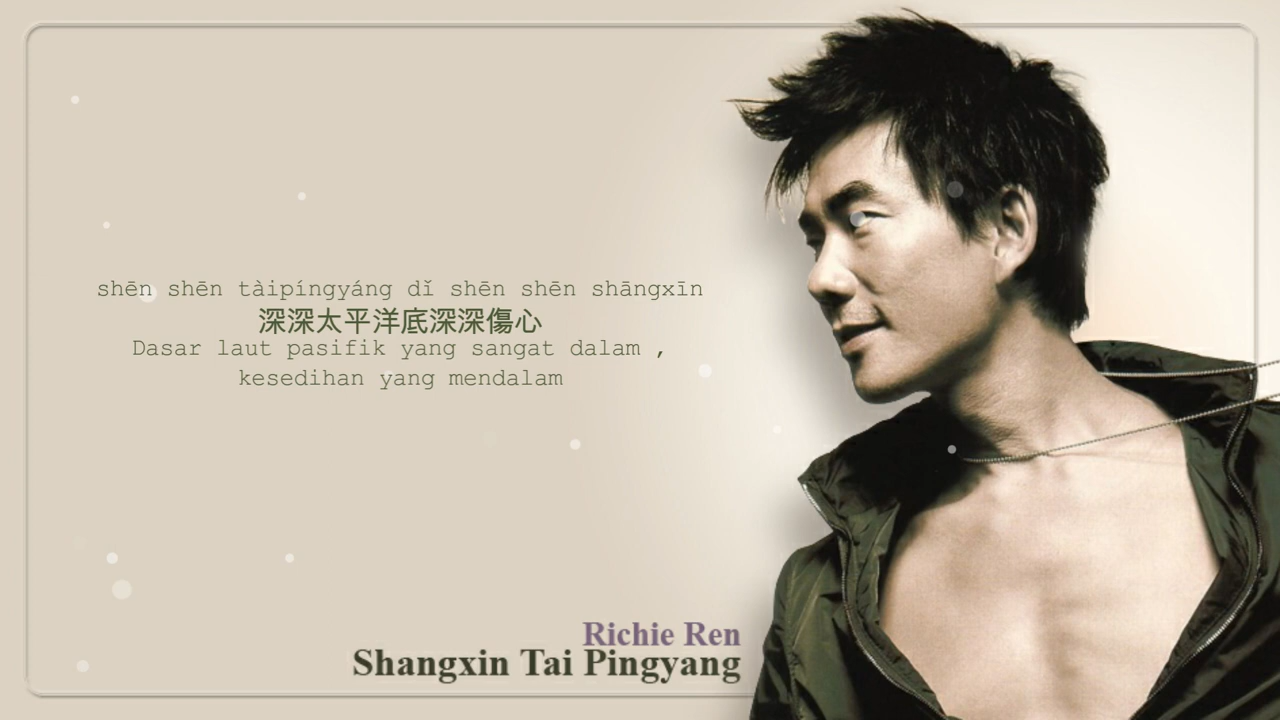 shēn shēn tàipíngyáng dǐ shēn shēn shāngxīn
深深太平洋底深深傷心
Dasar laut pasifik yang sangat dalam ,
kesedihan yang mendalam
Richie Ren
Shangxin Tai Pingyang